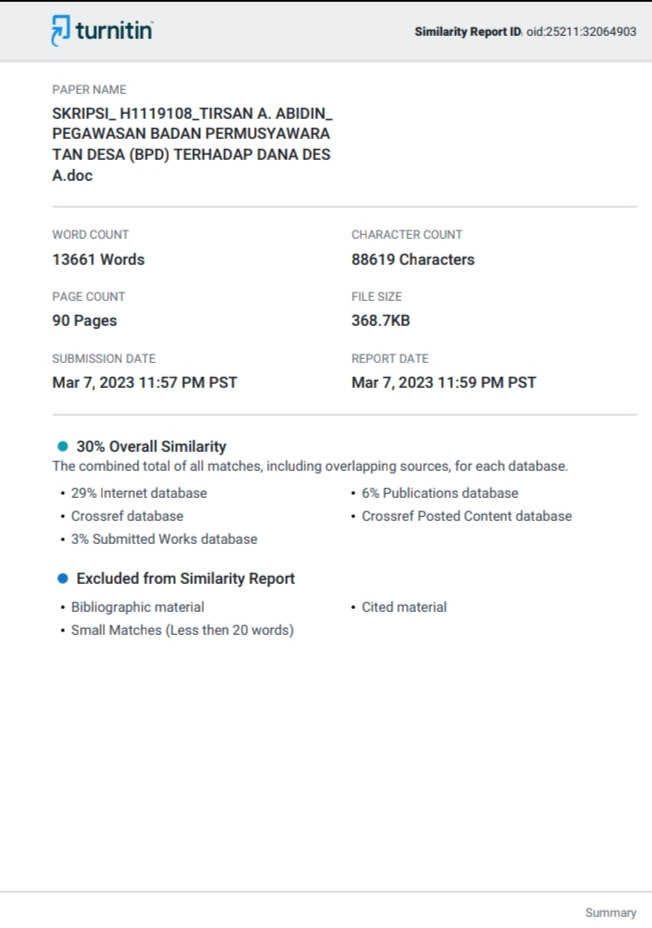 turnitin
Similarity Report ID: oid:25211:32064903
PAPER NAME
SKRIPSI_ H1119108_TIRSAN A. ABIDIN_
PEGAWASAN BADAN PERMUSYAWARA
TAN DESA (BPD) TERHADAP DANA DES
A.doc
WORD COUNT
13661 Words
CHARACTER COUNT
88619 Characters
PAGE COUNT
90 Pages
FILE SIZE
368.7KB
SUBMISSION DATE
Mar 7, 2023 11:57 PM PST
REPORT DATE
Mar 7, 2023 11:59 PM PST
30% Overall Similarity
The combined total of all matches, including overlapping sources, for each database.
• 29% Internet database
• 6% Publications database
• Crossref database
• Crossref Posted Content database
• 3% Submitted Works database
Excluded from Similarity Report
• Bibliographic material
• Cited material
• Small Matches (Less then 20 words)
Summary